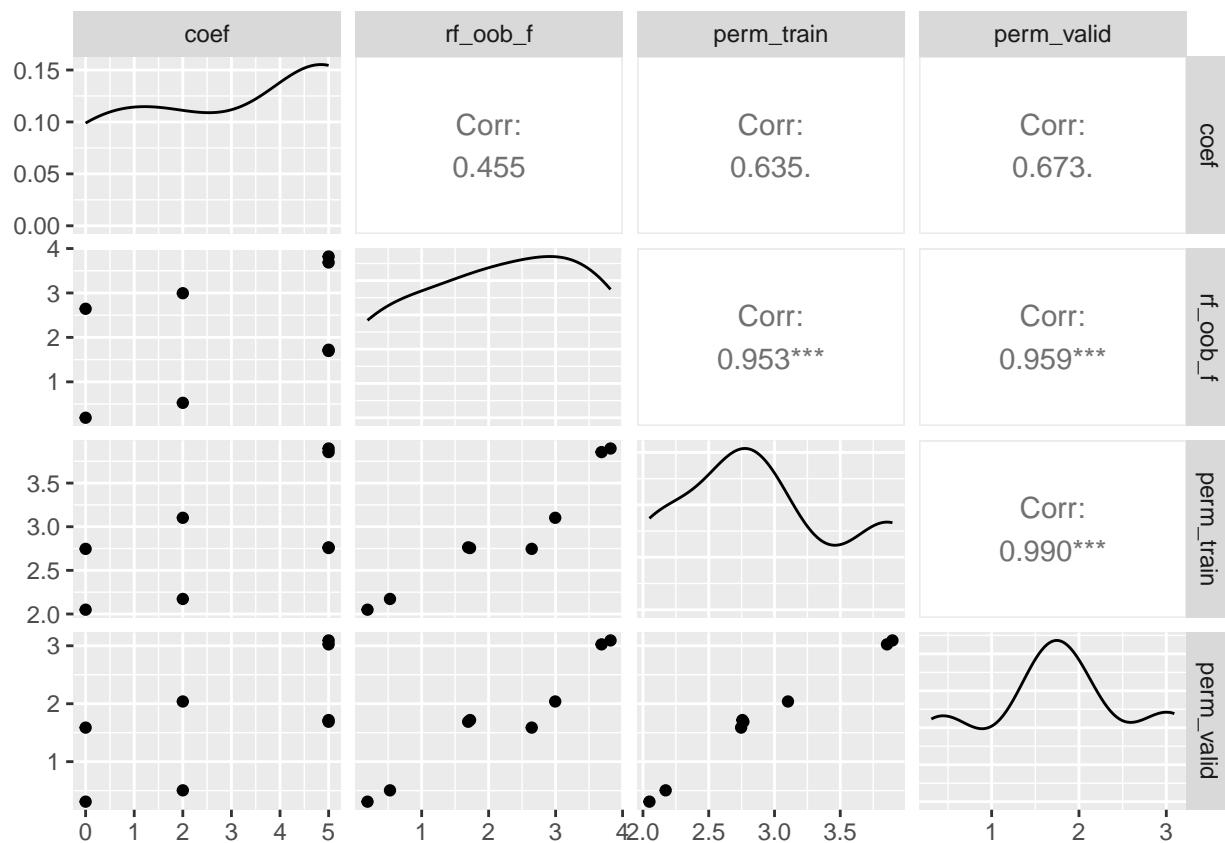 coef rf_oob_f perm_train perm_valid
0.15
0.10
0.05
0.00
Corr:
0.455
Corr:
0.635.
Corr:
0.673.
coef
4
3
2
1
Corr:
0.953***
Corr:
0.959***
rf_oob_f
3.5
3.0
2.5
2.0
Corr:
0.990***
perm_train
3
2
1
perm_valid
0 1 2 3 4 5 1 2 3 4 2.0 2.5 3.0 3.5 1 2 3